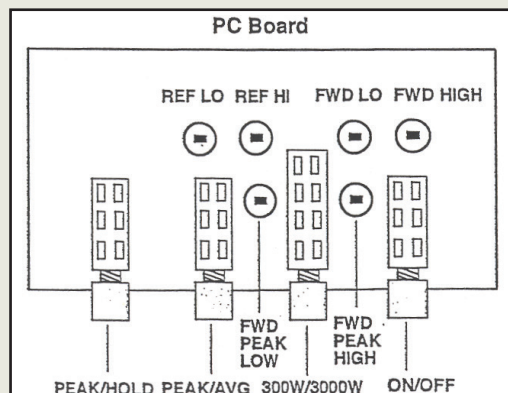 PC Board
REF LO REF HI FWD LO FWD HIGH
FWD
PEAK
LOW
FWD
PEAK
HIGH
PEAK/HOLD PEAK/AVG 300W/3000W ON/OFF